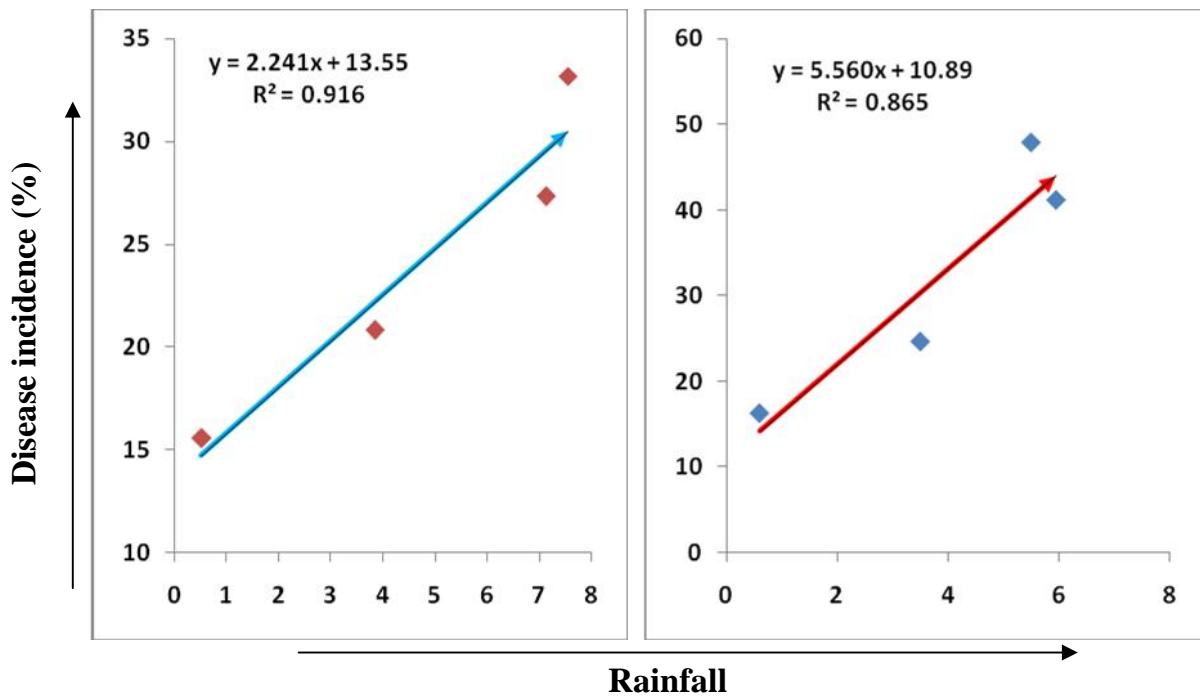 Disease incidence (%)
y = 2.241x + 13.55
R² = 0.916
35
30
25
20
15
10
0 1 2 3 4 5 6 7 8
y = 5.560x + 10.89
R² = 0.865
60
50
40
30
20
10
0
0 2 4 6 8
Rainfall